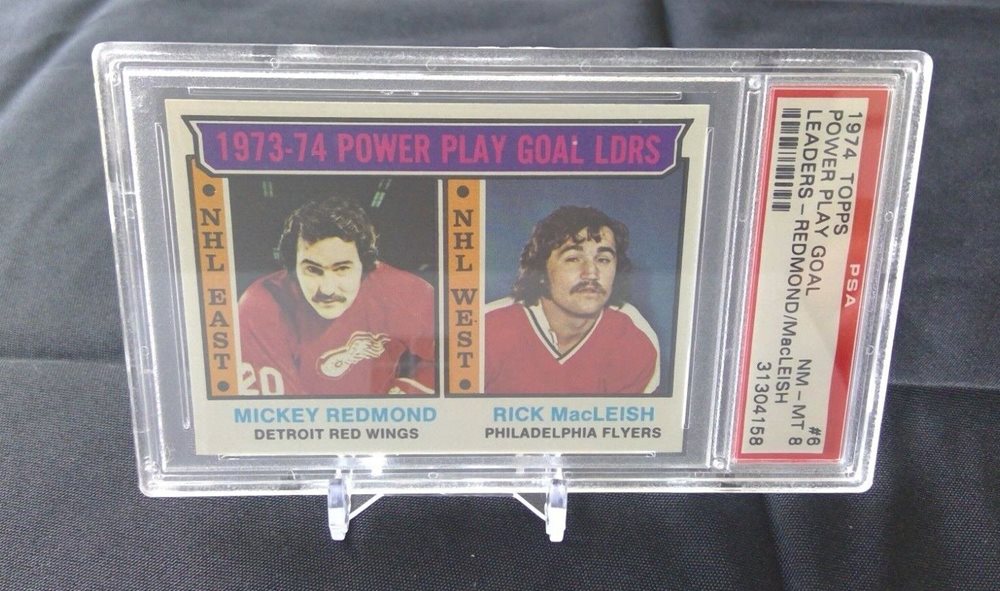 1973-74 POWER PLAY GOAL LDRS
NHL EAST
NHL WEST
20
MICKEY REDMOND
DETROIT RED WINGS
RICK MacLEISH
PHILADELPHIA FLYERS
1974 TOPPS #6
POWER PLAY GOAL NM - MT 8
LEADERS-REDMOND/MacLEISH
31304158
PSA